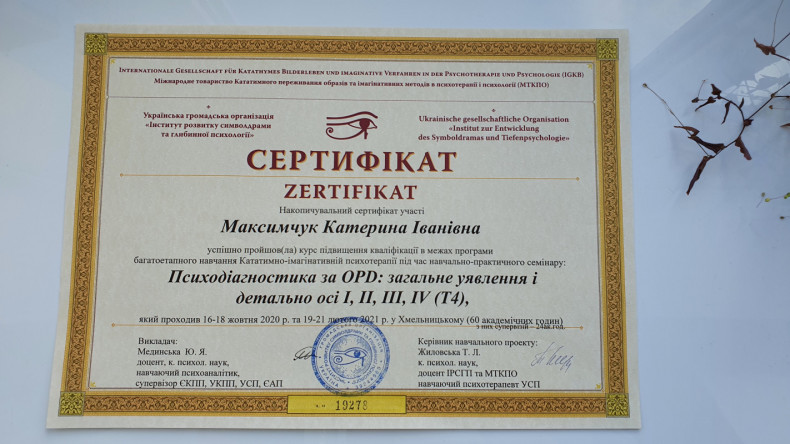 Internationale Gesellschaft für Katathymes Bilderleben und imaginative Verfahren in der Psychotherapie und Psychologie (IGKB)
Міжнародне товариство Кататимного переживання образів та імагінативних методів в психотерапії і психології (МТКПО)
Українська громадська організація
«Інститут розвитку символдрами
та глибинної психології»
Ukrainische gesellschaftliche Organisation
«Institut zur Entwicklung
des Symboldramas und Tiefenpsychologie»
СЕРТИФІКАТ
ZERTIFIKAT
Накопичувальний сертифікат участі
Максимчук Катерина Іванівна
успішно пройшов(ла) курс підвищення кваліфікації в межах програми
багатоетапного навчання Кататимно-імагінативній психотерапії під час навчально-практичного семінару:
Психодіагностика за OPD: загальне уявлення і
детально осі I, II, III, IV (Т4),
який проходив 16-18 жовтня 2020 р. та 19-21 лютого 2021 р. у Хмельницькому (60 академічних годин)
з них супервізії – 24ак.год.
Викладач:
Мединська Ю. Я.
доцент, к. психол. наук,
навчаючий психоаналітик,
супервізор ЄКПП, УКПП, УСП, ЄАП
Керівник навчального проекту:
Жиловська Т. Л.
к. психол. наук,
доцент ІРСГП та МТКПО
навчаючий психотерапевт УСП
19278